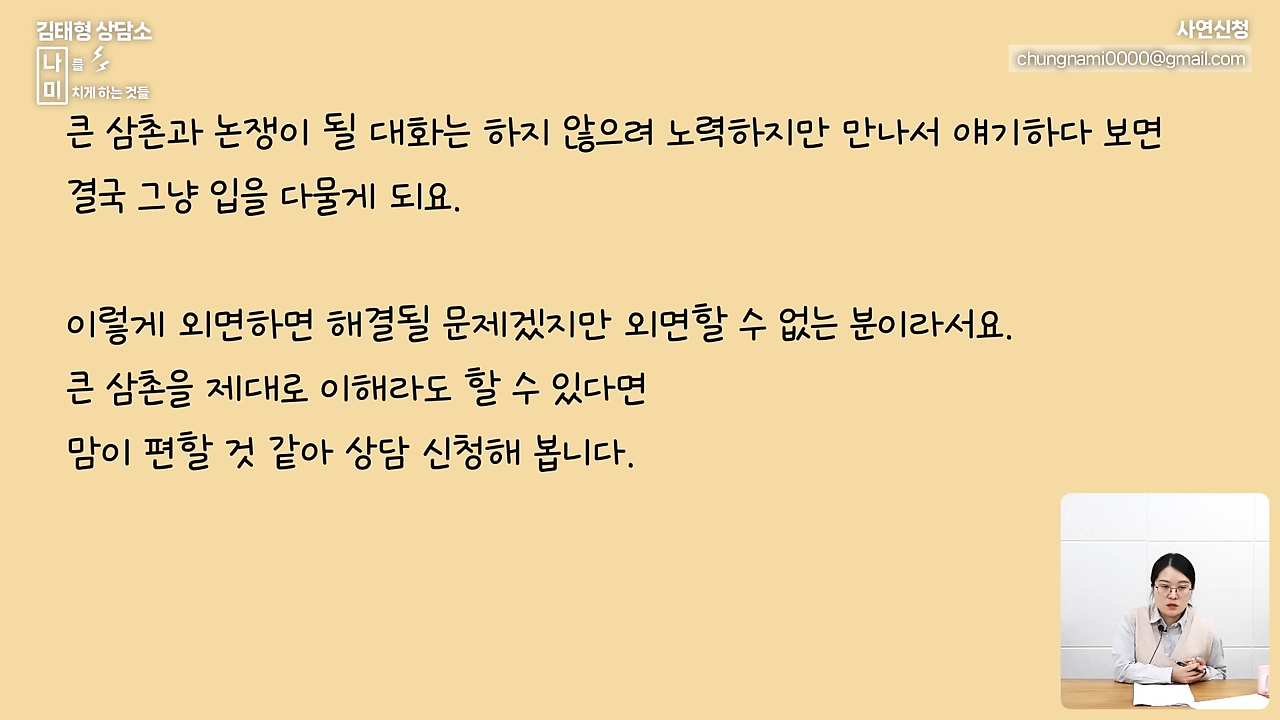 김태형 상담소
나를
미치게 하는 것들
사연신청
chungnami0000@gmail.com
큰 삼촌과 논쟁이 될 대화는 하지 않으려 노력하지만 만나서 얘기하다 보면
결국 그냥 입을 다물게 되요.
이렇게 외면하면 해결될 문제겠지만 외면할 수 없는 분이라서요.
큰 삼촌을 제대로 이해라도 할 수 있다면
맘이 편할 것 같아 상담 신청해 봅니다.